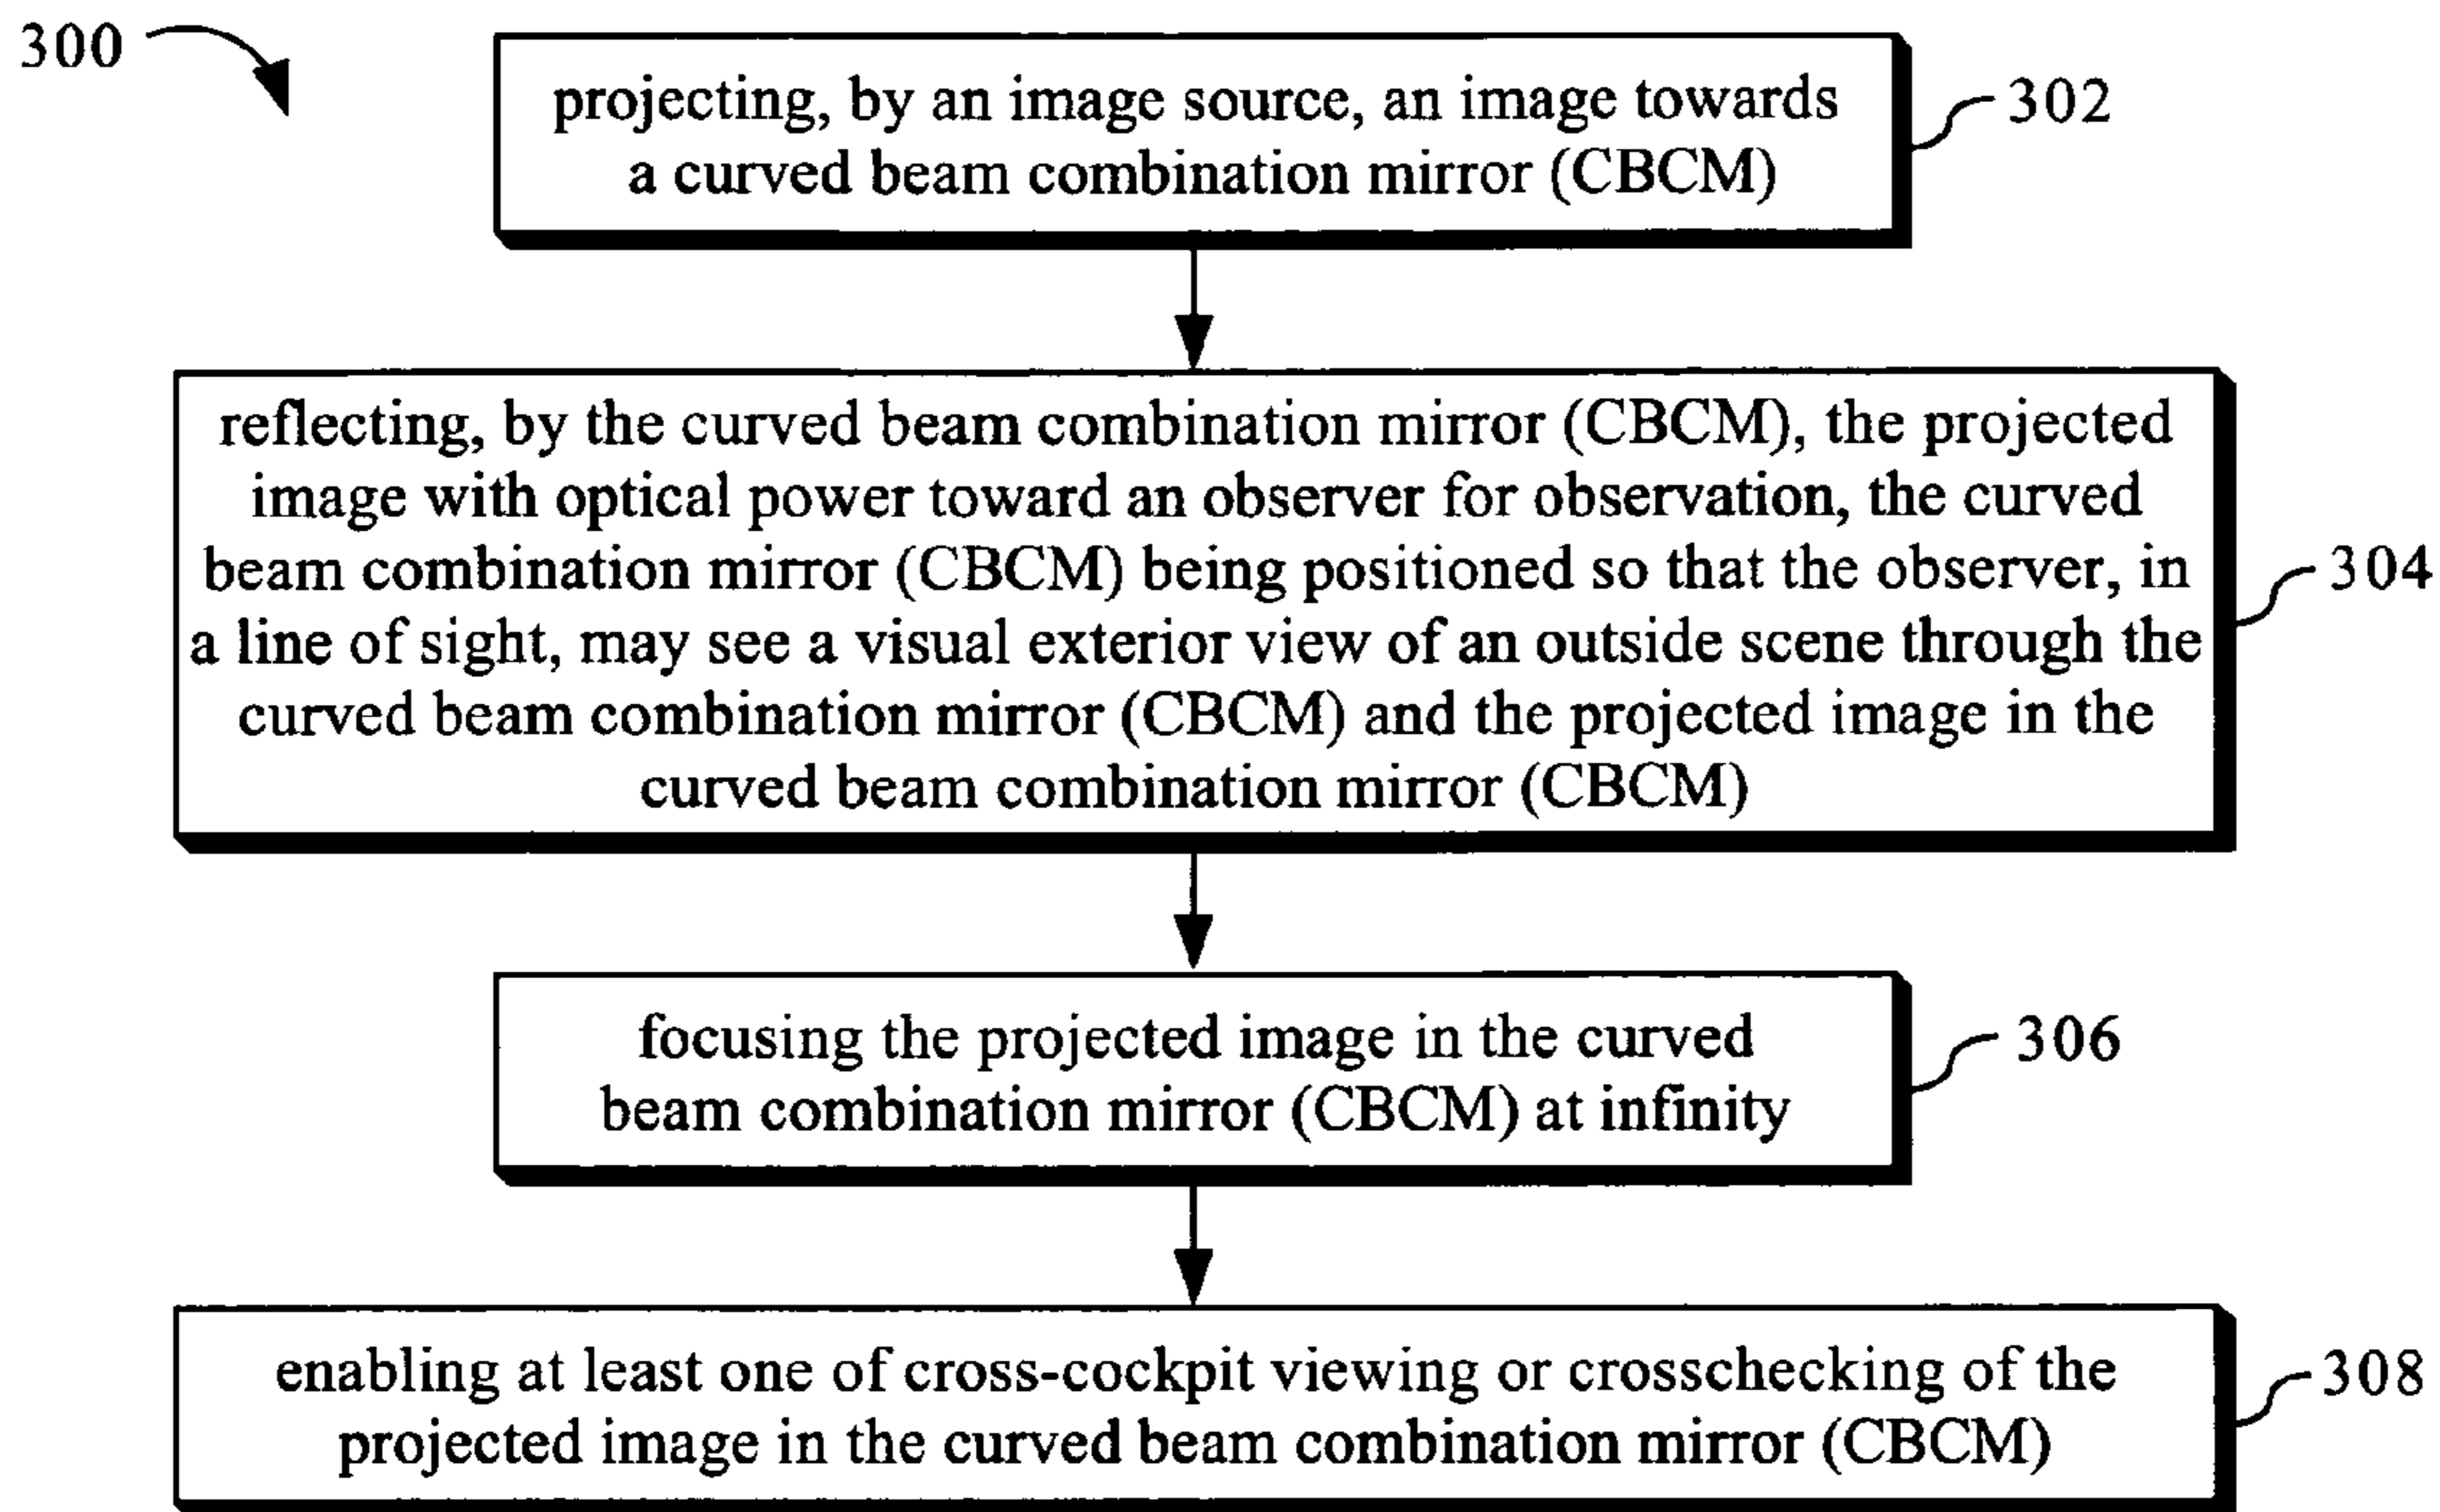 300
projecting, by an image source, an image towards
a curved beam combination mirror (CBCM)
302
reflecting, by the curved beam combination mirror (CBCM), the projected
image with optical power toward an observer for observation, the curved
beam combination mirror (CBCM) being positioned so that the observer, in
a line of sight, may see a visual exterior view of an outside scene through the
curved beam combination mirror (CBCM) and the projected image in the
curved beam combination mirror (CBCM)
304
focusing the projected image in the curved
beam combination mirror (CBCM) at infinity
306
enabling at least one of cross-cockpit viewing or crosschecking of the
projected image in the curved beam combination mirror (CBCM)
308